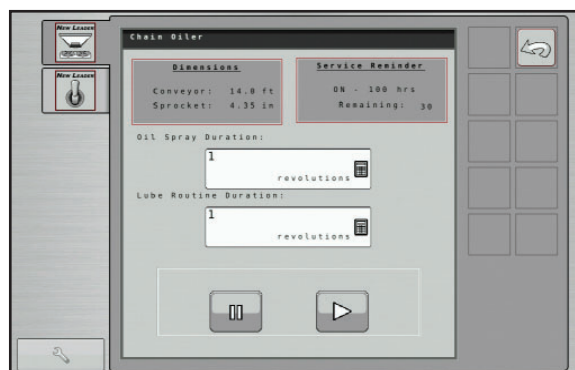 New Leader
New Leader
Chain Oiler
Dimensions
Conveyor: 14.0 ft
Sprocket: 4.35 in
Service Reminder
ON - 100 hrs
Remaining: 30
Oil Spray Duration:
1
revolutions
Lube Routine Duration:
1
revolutions